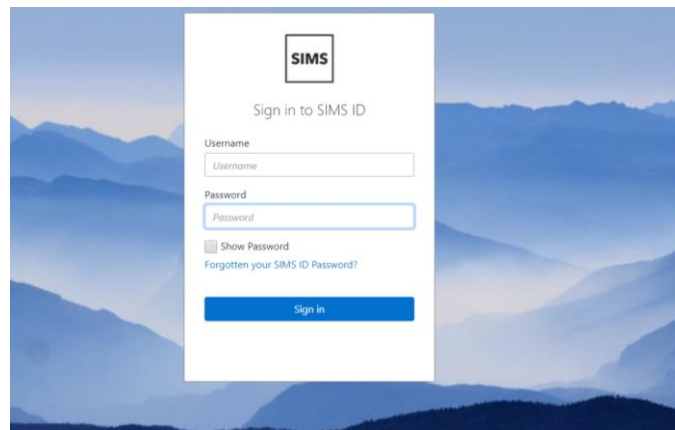 SIMS
Sign in to SIMS ID
Username
Username
Password
Password
Show Password
Forgotten your SIMS ID Password?
Sign in